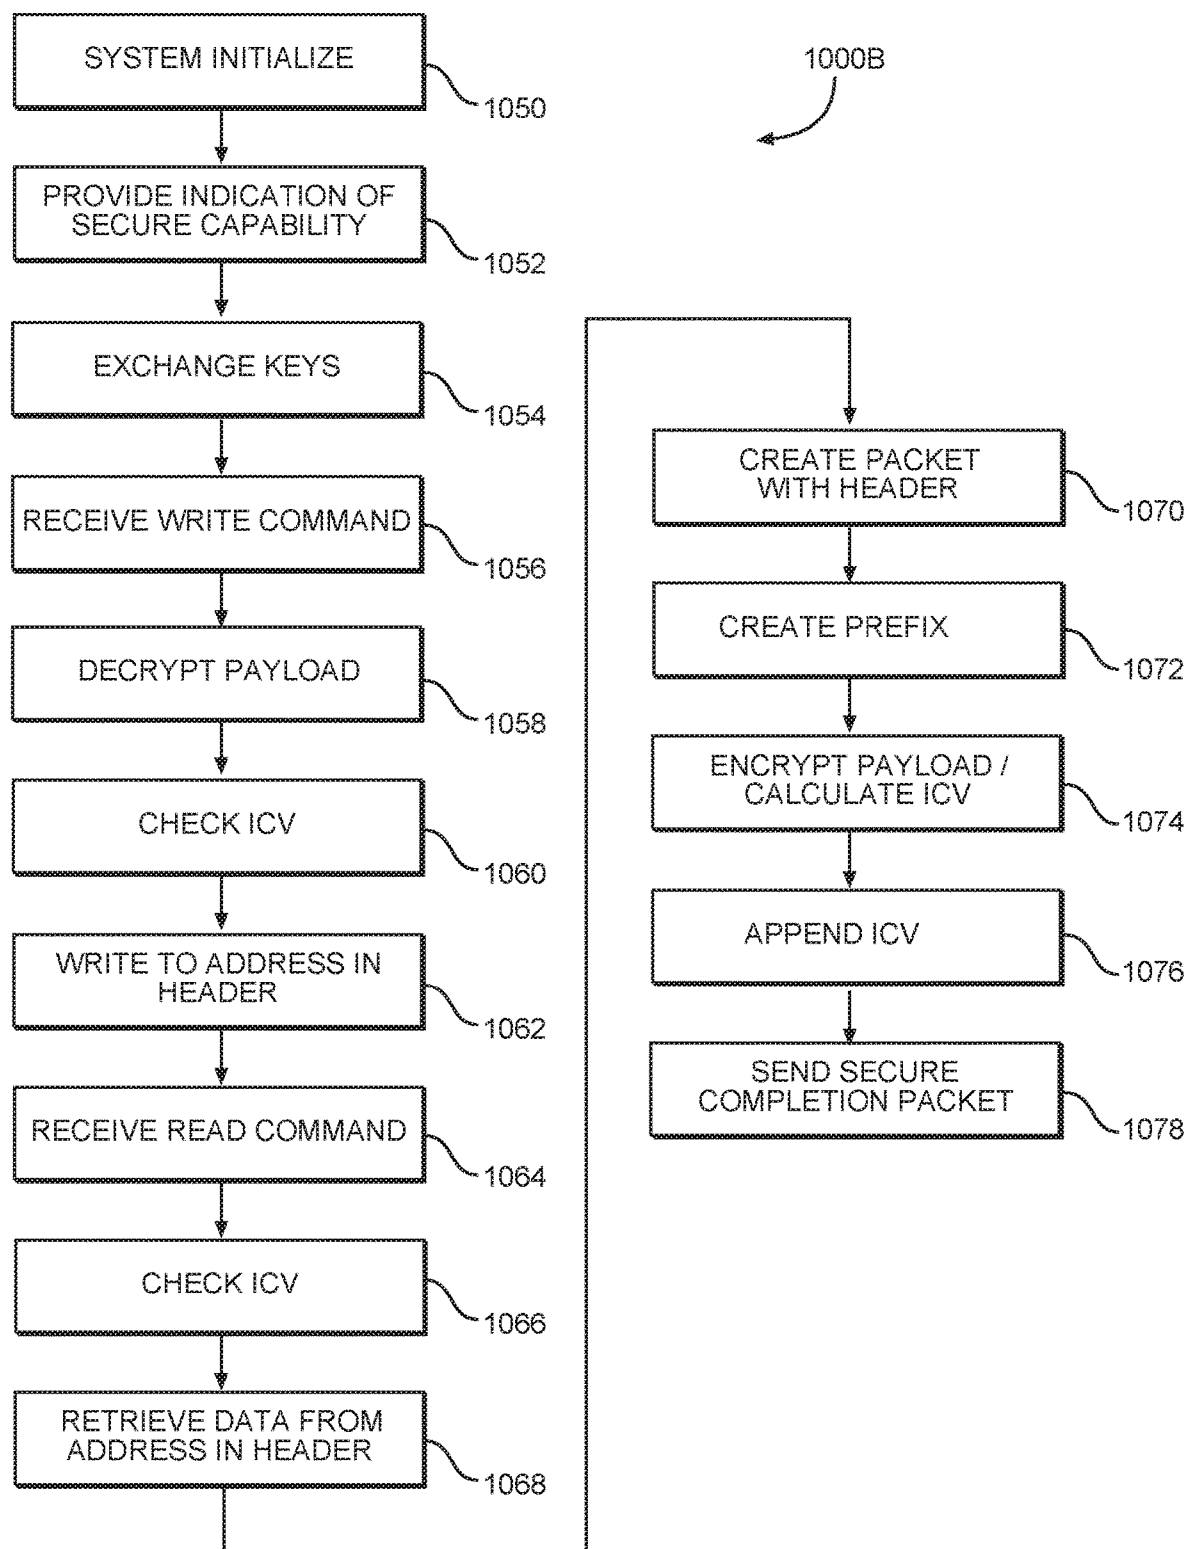 SYSTEM INITIALIZE
1050
1000B
PROVIDE INDICATION OF
SECURE CAPABILITY
1052
EXCHANGE KEYS
1054
RECEIVE WRITE COMMAND
1056
DECRYPT PAYLOAD
1058
CHECK ICV
1060
WRITE TO ADDRESS IN
HEADER
1062
RECEIVE READ COMMAND
1064
CHECK ICV
1066
RETRIEVE DATA FROM
ADDRESS IN HEADER
1068
CREATE PACKET
WITH HEADER
1070
CREATE PREFIX
1072
ENCRYPT PAYLOAD /
CALCULATE ICV
1074
APPEND ICV
1076
SEND SECURE
COMPLETION PACKET
1078